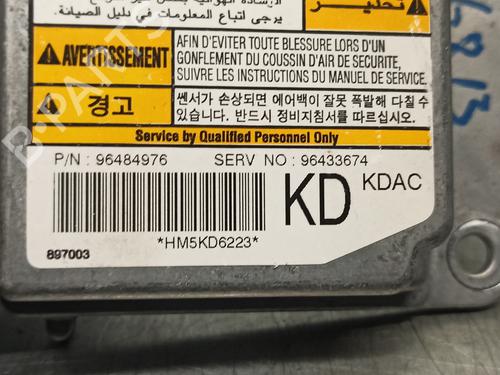 تحذير
يرجى اتباع المعلومات في دليل الصيانة.
AVERTISSEMENT
AFIN D'EVITER TOUTE BLESSURE LORS D'UN
GONFLEMENT DU COUSSIN D'AIR DE SECURITE,
SUIVRE LES INSTRUCTIONS DU MANUEL DE SERVICE.
경고
쎈서가 손상되면 에어백이 잘못 폭발해 다칠 수
있습니다. 반드시 정비지침서를 따르십시오.
Service by Qualified Personnel Only
P/N : 96484976 SERV NO : 96433674
KD KDAC
*HM5KD6223*
897003
B-PARTS